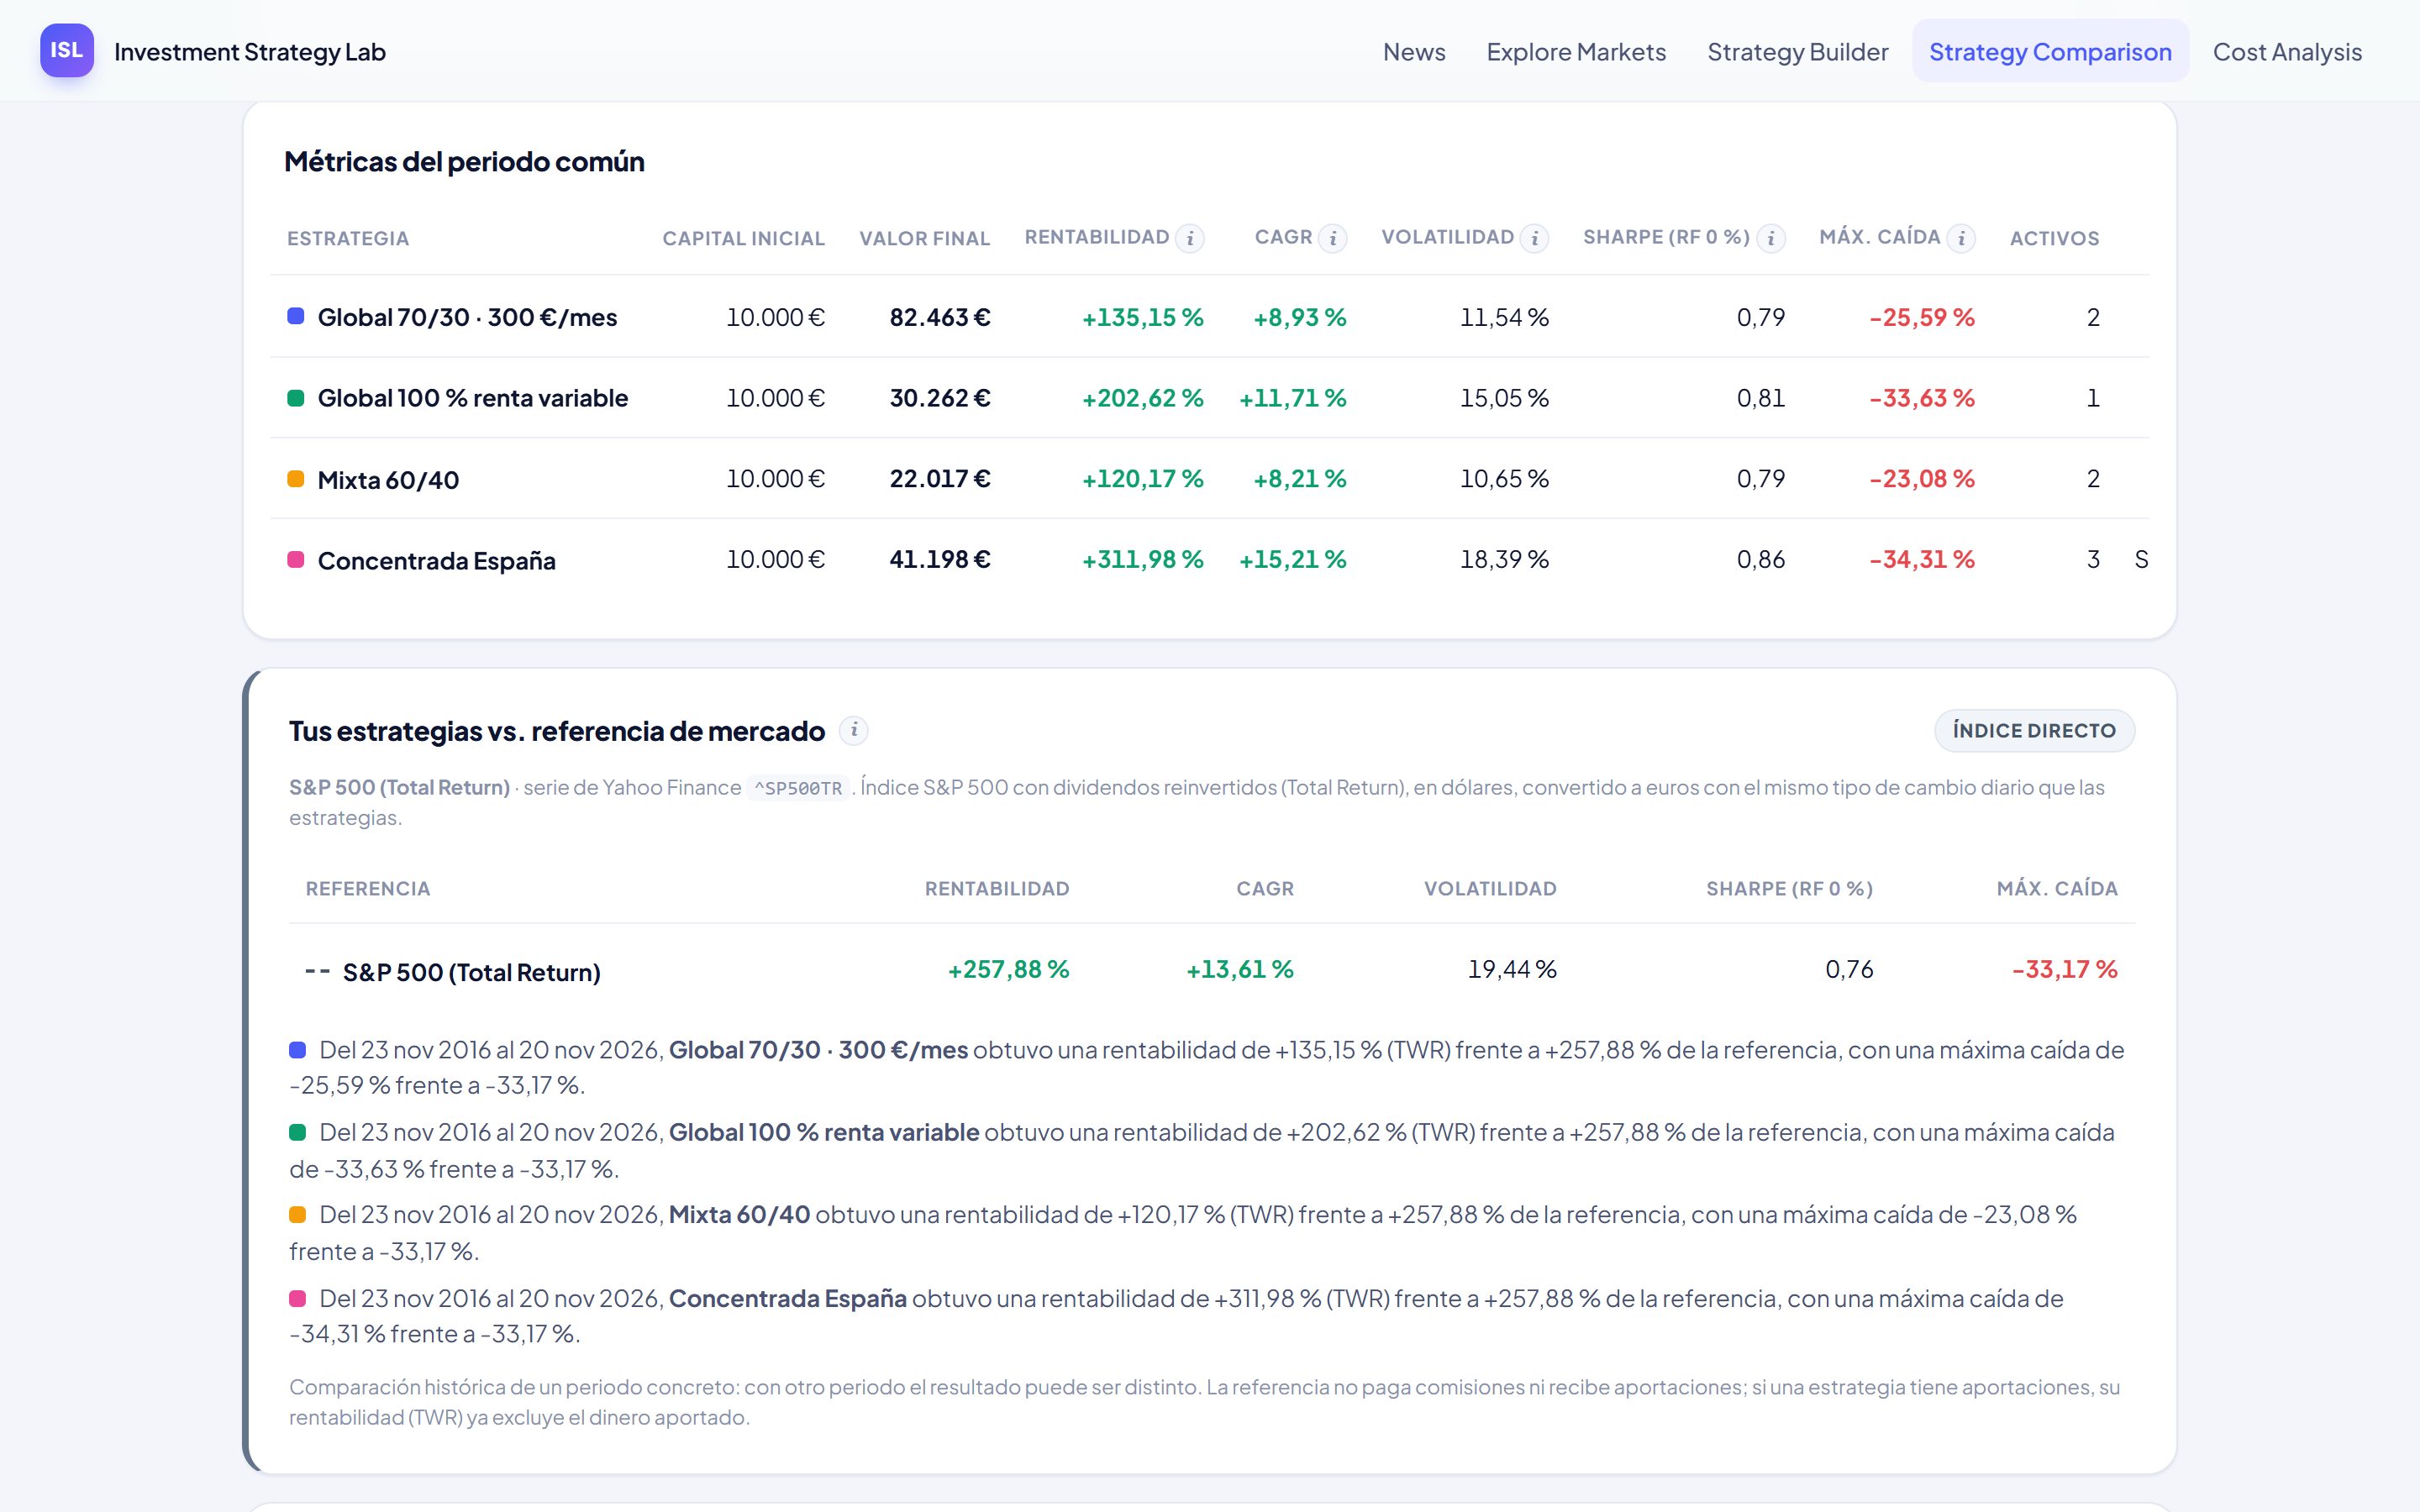 ISL Investment Strategy Lab News Explore Markets Strategy Builder Strategy Comparison Cost Analysis
Métricas del periodo común
ESTRATEGIA CAPITAL INICIAL VALOR FINAL RENTABILIDAD i CAGR i VOLATILIDAD i SHARPE (RF 0 %) i MÁX. CAÍDA i ACTIVOS
Global 70/30 · 300 €/mes 10.000 € 82.463 € +135,15 % +8,93 % 11,54 % 0,79 -25,59 % 2
Global 100 % renta variable 10.000 € 30.262 € +202,62 % +11,71 % 15,05 % 0,81 -33,63 % 1
Mixta 60/40 10.000 € 22.017 € +120,17 % +8,21 % 10,65 % 0,79 -23,08 % 2
Concentrada España 10.000 € 41.198 € +311,98 % +15,21 % 18,39 % 0,86 -34,31 % 3 S
Tus estrategias vs. referencia de mercado i ÍNDICE DIRECTO
S&P 500 (Total Return) · serie de Yahoo Finance ^SP500TR . Índice S&P 500 con dividendos reinvertidos (Total Return), en dólares, convertido a euros con el mismo tipo de cambio diario que las
estrategias.
REFERENCIA RENTABILIDAD CAGR VOLATILIDAD SHARPE (RF 0 %) MÁX. CAÍDA
-- S&P 500 (Total Return) +257,88 % +13,61 % 19,44 % 0,76 -33,17 %
Del 23 nov 2016 al 20 nov 2026, Global 70/30 · 300 €/mes obtuvo una rentabilidad de +135,15 % (TWR) frente a +257,88 % de la referencia, con una máxima caída de
-25,59 % frente a -33,17 %.
Del 23 nov 2016 al 20 nov 2026, Global 100 % renta variable obtuvo una rentabilidad de +202,62 % (TWR) frente a +257,88 % de la referencia, con una máxima caída
de -33,63 % frente a -33,17 %.
Del 23 nov 2016 al 20 nov 2026, Mixta 60/40 obtuvo una rentabilidad de +120,17 % (TWR) frente a +257,88 % de la referencia, con una máxima caída de -23,08 %
frente a -33,17 %.
Del 23 nov 2016 al 20 nov 2026, Concentrada España obtuvo una rentabilidad de +311,98 % (TWR) frente a +257,88 % de la referencia, con una máxima caída de
-34,31 % frente a -33,17 %.
Comparación histórica de un periodo concreto: con otro periodo el resultado puede ser distinto. La referencia no paga comisiones ni recibe aportaciones; si una estrategia tiene aportaciones, su
rentabilidad (TWR) ya excluye el dinero aportado.